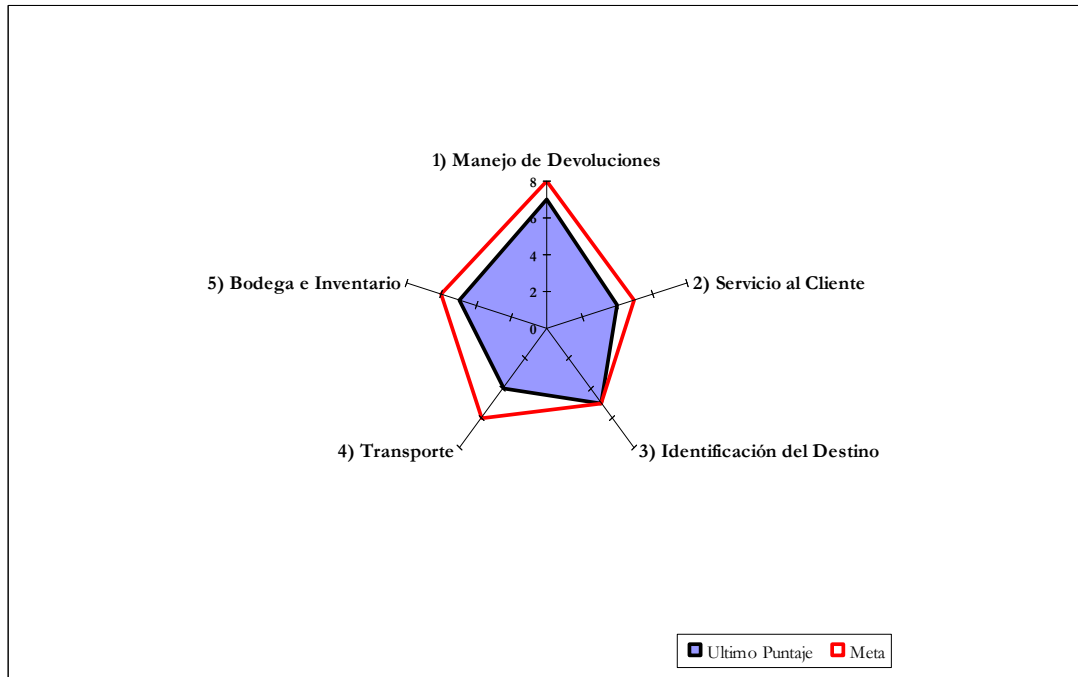 1) Manejo de Devoluciones
8
6
4
2
0
5) Bodega e Inventario
2) Servicio al Cliente
4) Transporte
3) Identificación del Destino
Ultimo Puntaje
Meta